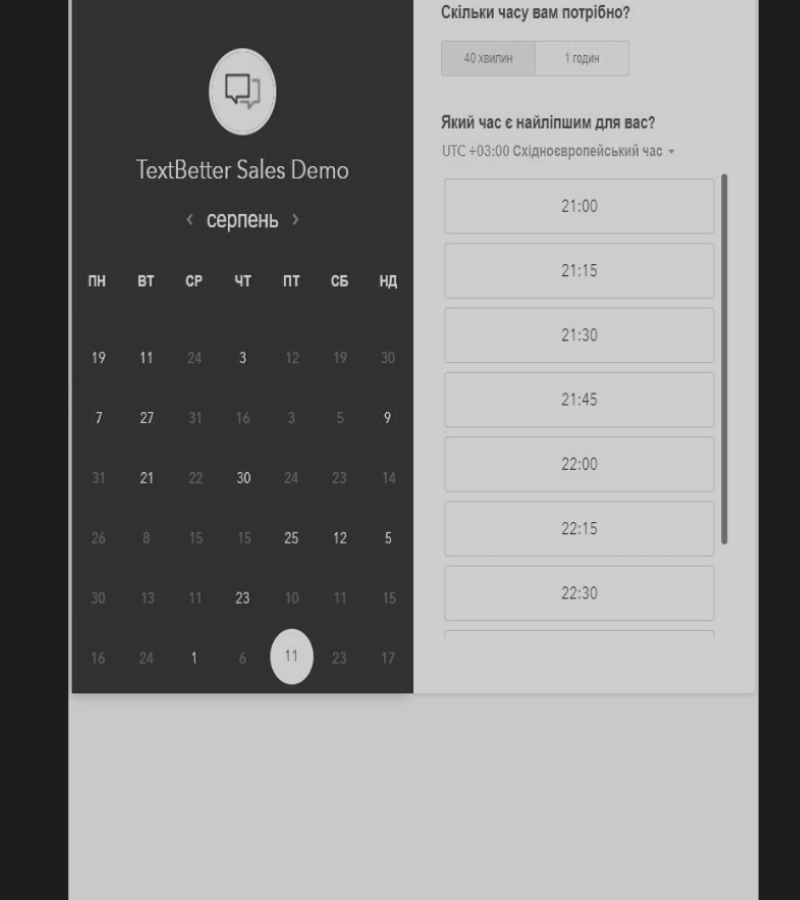 TextBetter Sales Demo
‹ серпень ›
ПН ВТ СР ЧТ ПТ СБ НД
19 11 24 3 12 19 30
7 27 31 16 3 5 9
31 21 22 30 24 23 14
26 8 15 15 25 12 5
30 13 11 23 10 11 15
16 24 1 6 11 23 17
Скільки часу вам потрібно?
40 хвилин 1 годин
Який час є найліпшим для вас?
UTC +03:00 Східноєвропейський час
21:00
21:15
21:30
21:45
22:00
22:15
22:30